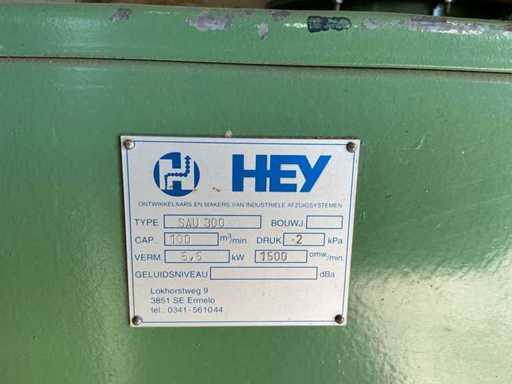 HEY
ONTWIKKELAARS EN MAKERS VAN INDUSTRIELE AFZUIGSYSTEMEN
TYPE SAU 300 BOUWJ.
CAP. 100 m³/min. DRUK -2 kPa
VERM. 5,5 kW 1500 omw./min.
GELUIDSNIVEAU dBa
Lokhorstweg 9
3851 SE Ermelo
tel.: 0341-561044